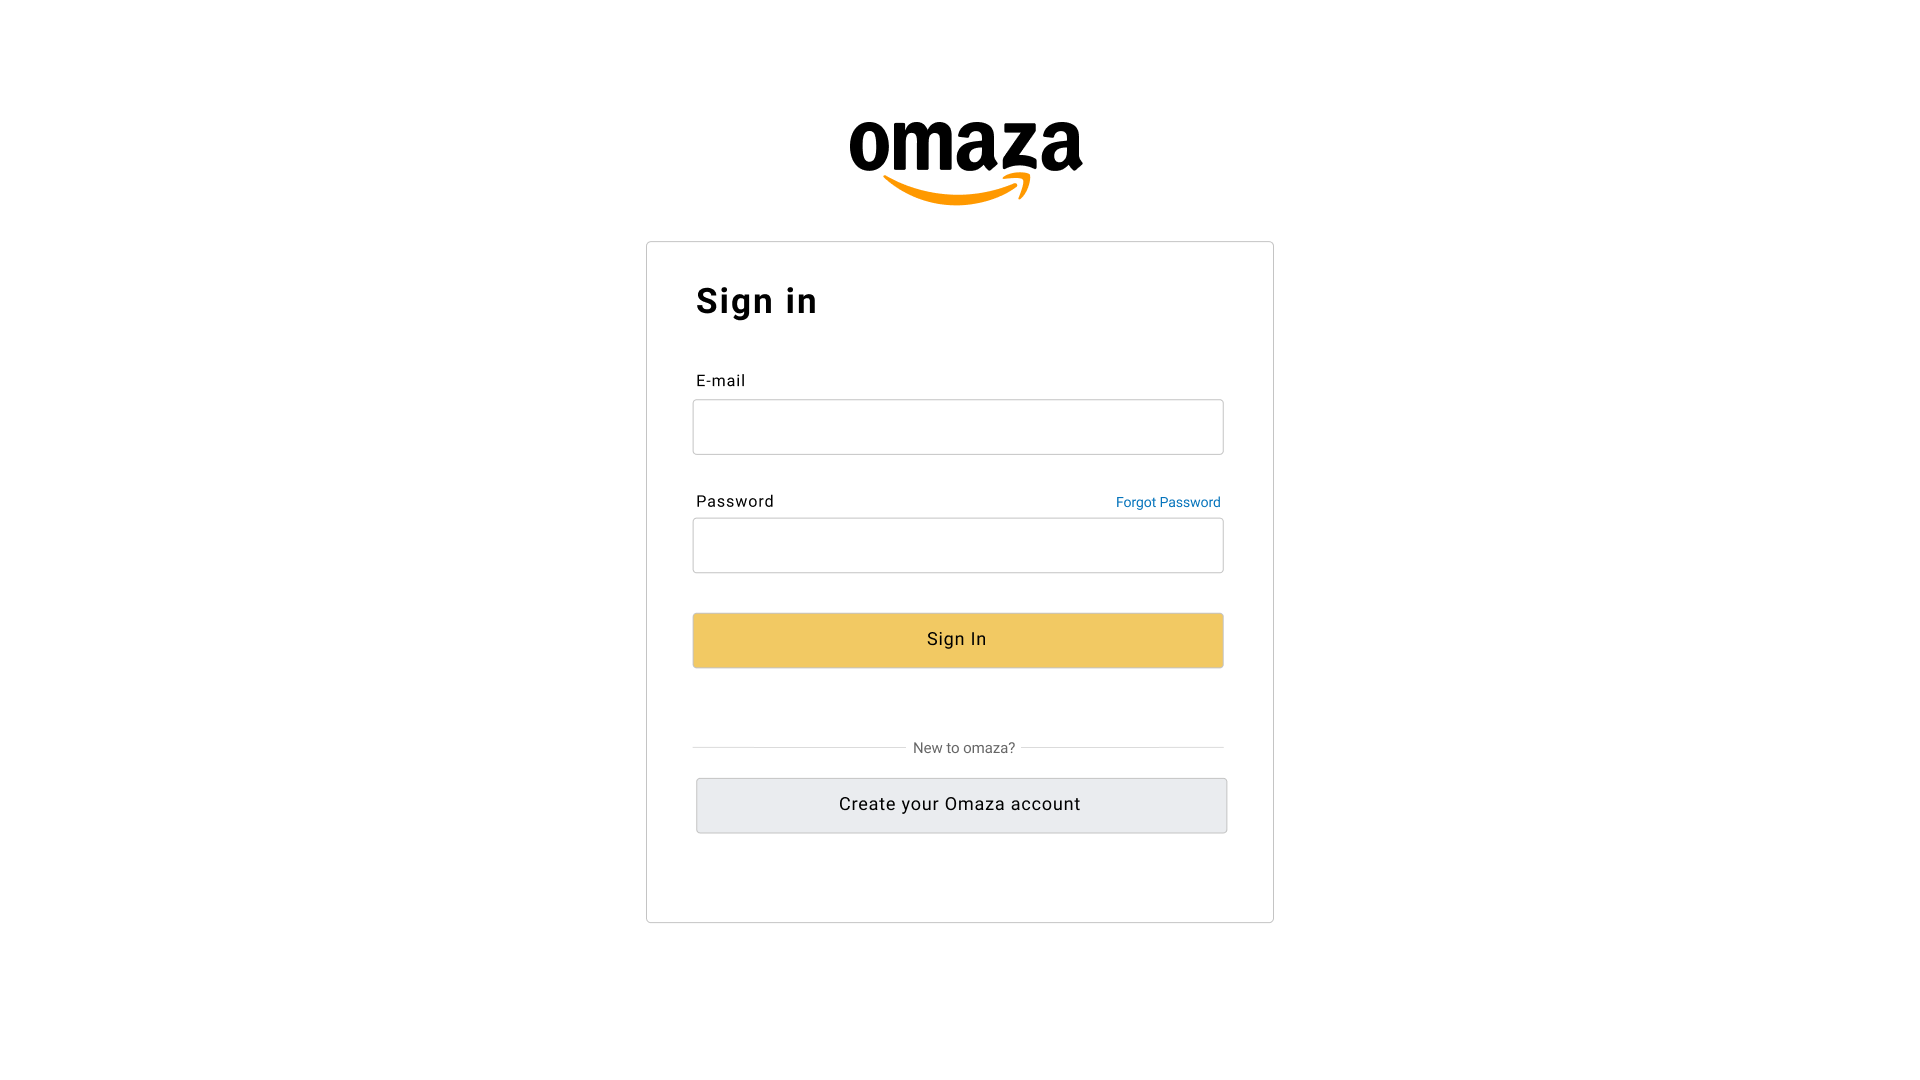 omaza
Sign in
E-mail
Password
Forgot Password
Sign In
New to omaza?
Create your Omaza account